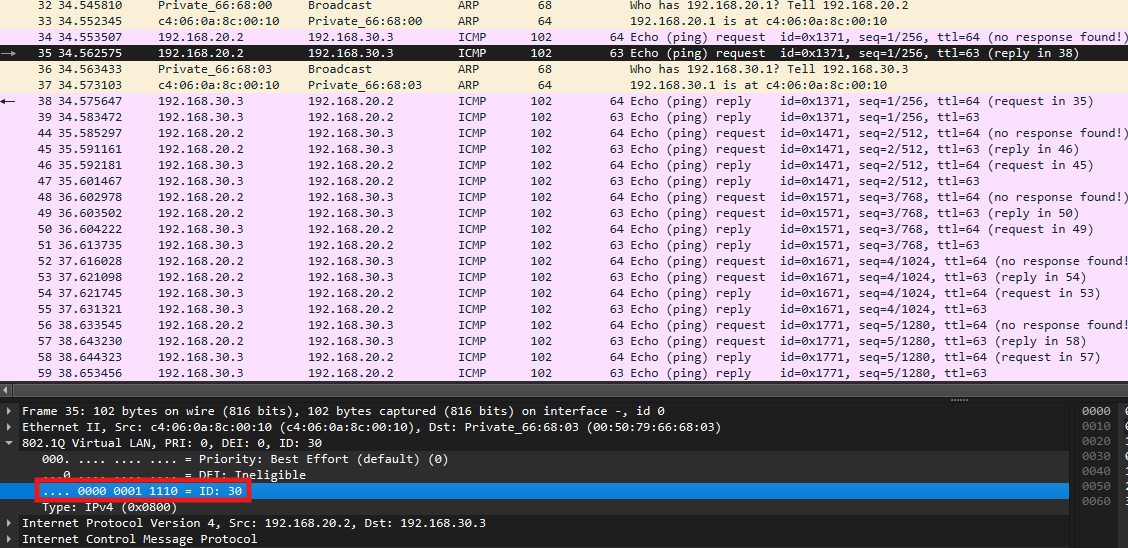 32 34.545810 Private_66:68:00 Broadcast ARP 68 Who has 192.168.20.1? Tell 192.168.20.2
33 34.552345 c4:06:0a:8c:00:10 Private_66:68:00 ARP 64 192.168.20.1 is at c4:06:0a:8c:00:10
34 34.553507 192.168.20.2 192.168.30.3 ICMP 102 64 Echo (ping) request id=0x1371, seq=1/256, ttl=64 (no response found!)
35 34.562575 192.168.20.2 192.168.30.3 ICMP 102 63 Echo (ping) request id=0x1371, seq=1/256, ttl=63 (reply in 38)
36 34.563433 Private_66:68:03 Broadcast ARP 68 Who has 192.168.30.1? Tell 192.168.30.3
37 34.573103 c4:06:0a:8c:00:10 Private_66:68:03 ARP 64 192.168.30.1 is at c4:06:0a:8c:00:10
38 34.575647 192.168.30.3 192.168.20.2 ICMP 102 64 Echo (ping) reply id=0x1371, seq=1/256, ttl=64 (request in 35)
39 34.583472 192.168.30.3 192.168.20.2 ICMP 102 63 Echo (ping) reply id=0x1371, seq=1/256, ttl=63
44 35.585297 192.168.20.2 192.168.30.3 ICMP 102 64 Echo (ping) request id=0x1471, seq=2/512, ttl=64 (no response found!)
45 35.591161 192.168.20.2 192.168.30.3 ICMP 102 63 Echo (ping) request id=0x1471, seq=2/512, ttl=63 (reply in 46)
46 35.592181 192.168.30.3 192.168.20.2 ICMP 102 64 Echo (ping) reply id=0x1471, seq=2/512, ttl=64 (request in 45)
47 35.601467 192.168.30.3 192.168.20.2 ICMP 102 63 Echo (ping) reply id=0x1471, seq=2/512, ttl=63
48 36.602978 192.168.20.2 192.168.30.3 ICMP 102 64 Echo (ping) request id=0x1571, seq=3/768, ttl=64 (no response found!)
49 36.603502 192.168.20.2 192.168.30.3 ICMP 102 63 Echo (ping) request id=0x1571, seq=3/768, ttl=63 (reply in 50)
50 36.604222 192.168.30.3 192.168.20.2 ICMP 102 64 Echo (ping) reply id=0x1571, seq=3/768, ttl=64 (request in 49)
51 36.613735 192.168.30.3 192.168.20.2 ICMP 102 63 Echo (ping) reply id=0x1571, seq=3/768, ttl=63
52 37.616028 192.168.20.2 192.168.30.3 ICMP 102 64 Echo (ping) request id=0x1671, seq=4/1024, ttl=64 (no response found!
53 37.621098 192.168.20.2 192.168.30.3 ICMP 102 63 Echo (ping) request id=0x1671, seq=4/1024, ttl=63 (reply in 54)
54 37.621745 192.168.30.3 192.168.20.2 ICMP 102 64 Echo (ping) reply id=0x1671, seq=4/1024, ttl=64 (request in 53)
55 37.631321 192.168.30.3 192.168.20.2 ICMP 102 63 Echo (ping) reply id=0x1671, seq=4/1024, ttl=63
56 38.633545 192.168.20.2 192.168.30.3 ICMP 102 64 Echo (ping) request id=0x1771, seq=5/1280, ttl=64 (no response found!
57 38.643230 192.168.20.2 192.168.30.3 ICMP 102 63 Echo (ping) request id=0x1771, seq=5/1280, ttl=63 (reply in 58)
58 38.644323 192.168.30.3 192.168.20.2 ICMP 102 64 Echo (ping) reply id=0x1771, seq=5/1280, ttl=64 (request in 57)
59 38.653456 192.168.30.3 192.168.20.2 ICMP 102 63 Echo (ping) reply id=0x1771, seq=5/1280, ttl=63
Frame 35: 102 bytes on wire (816 bits), 102 bytes captured (816 bits) on interface -, id 0
Ethernet II, Src: c4:06:0a:8c:00:10 (c4:06:0a:8c:00:10), Dst: Private_66:68:03 (00:50:79:66:68:03)
802.1Q Virtual LAN, PRI: 0, DEI: 0, ID: 30
000. .... .... .... = Priority: Best Effort (default) (0)
...0 .... .... .... = DEI: Ineligible
.... 0000 0001 1110 = ID: 30
Type: IPv4 (0x0800)
Internet Protocol Version 4, Src: 192.168.20.2, Dst: 192.168.30.3
Internet Control Message Protocol
0000
0010
0020
0030
0040
0050
0060